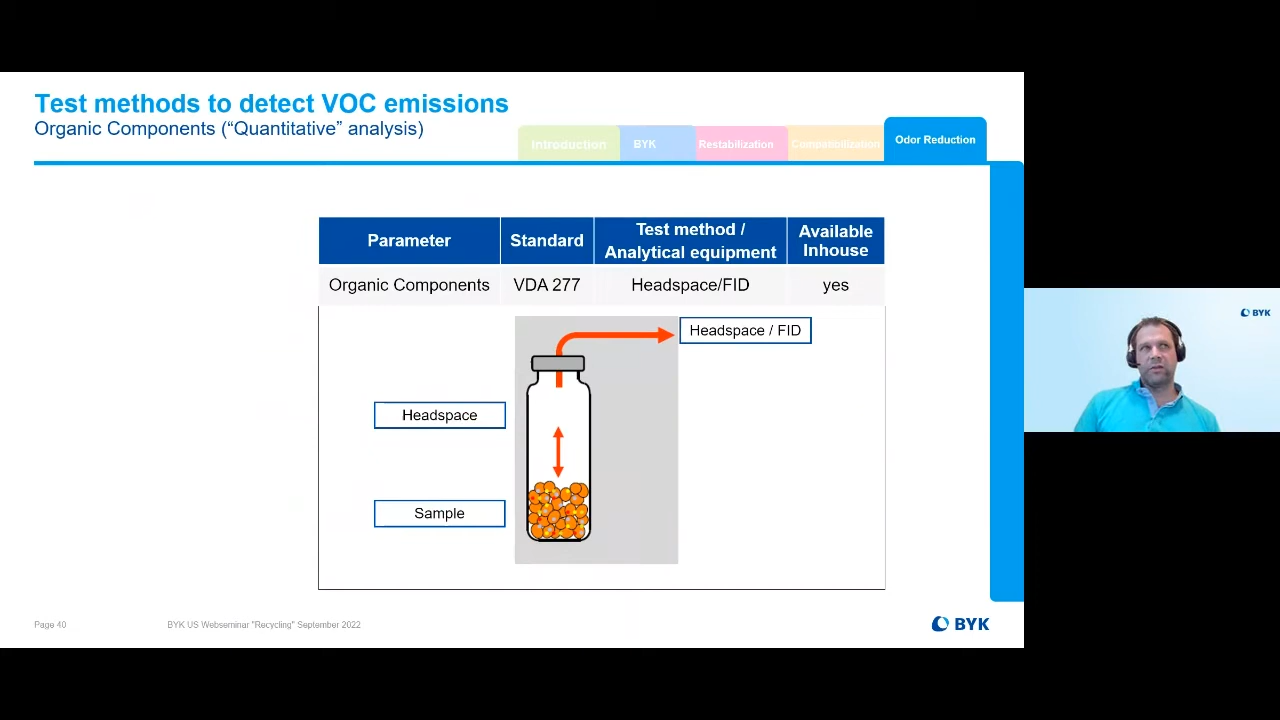 Test methods to detect VOC emissions
Organic Components (“Quantitative” analysis)
Introduction
BYK
Restabilization
Compatibilization
Odor Reduction
Parameter
Standard
Test method /
Analytical equipment
Available
Inhouse
Organic Components
VDA 277
Headspace/FID
yes
Headspace / FID
Headspace
Sample
BYK
Page 40
BYK US Webseminar "Recycling" September 2022
BYK